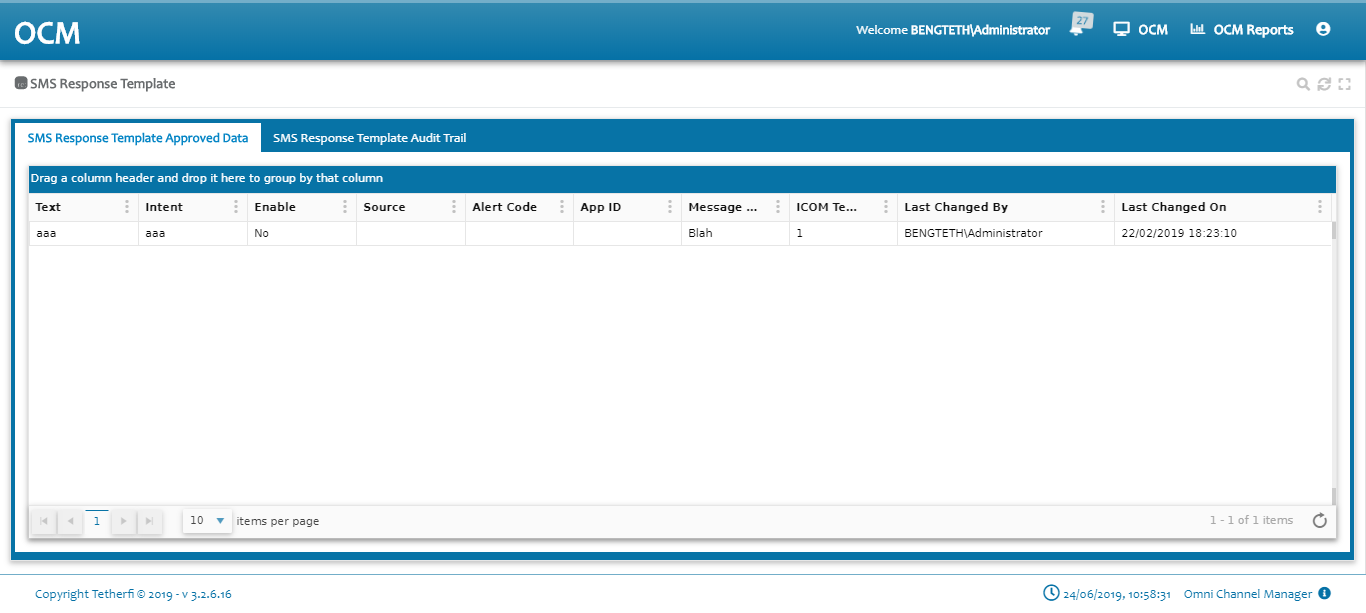 OCM
Welcome BENGTETH\Administrator
27
OCM
OCM Reports
SMS Response Template
SMS Response Template Approved Data
SMS Response Template Audit Trail
Drag a column header and drop it here to group by that column
Text Intent Enable Source Alert Code App ID Message ... ICOM Te... Last Changed By Last Changed On
aaa aaa No Blah 1 BENGTETH\Administrator 22/02/2019 18:23:10
1 10 items per page 1 - 1 of 1 items
Copyright Tetherfi © 2019 - v 3.2.6.16 24/06/2019, 10:58:31 Omni Channel Manager